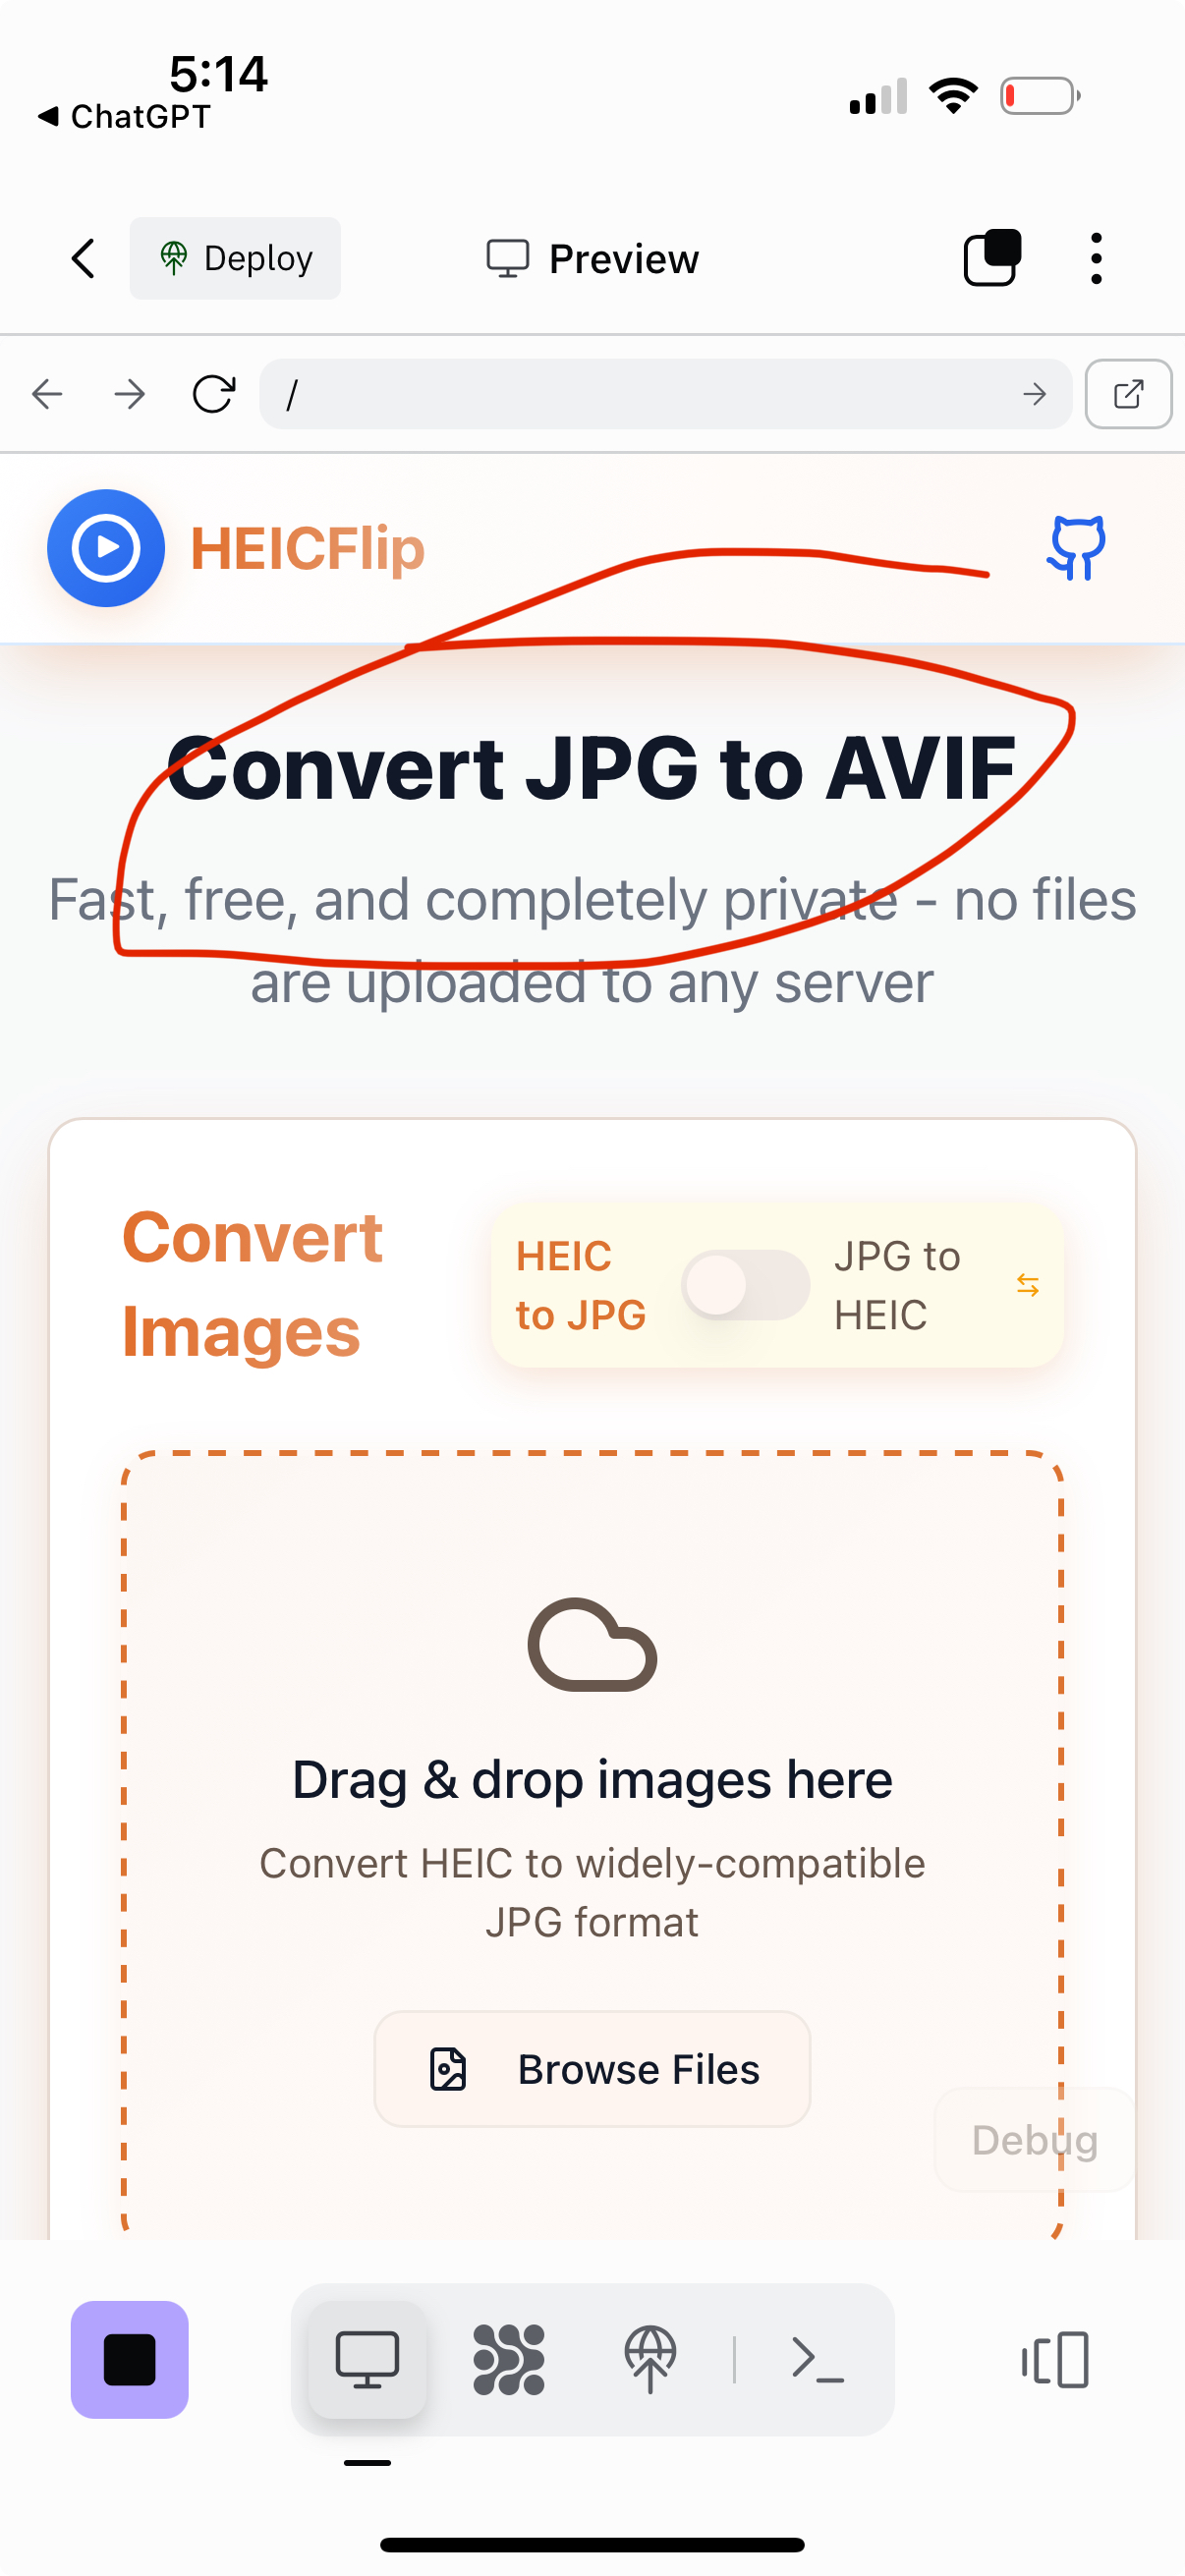 5:14
ChatGPT
Deploy
Preview
/
HEICFlip
Convert JPG to AVIF
Fast, free, and completely private - no files
are uploaded to any server
Convert
Images
HEIC
to JPG
JPG to
HEIC
Drag & drop images here
Convert HEIC to widely-compatible
JPG format
Browse Files
Debug